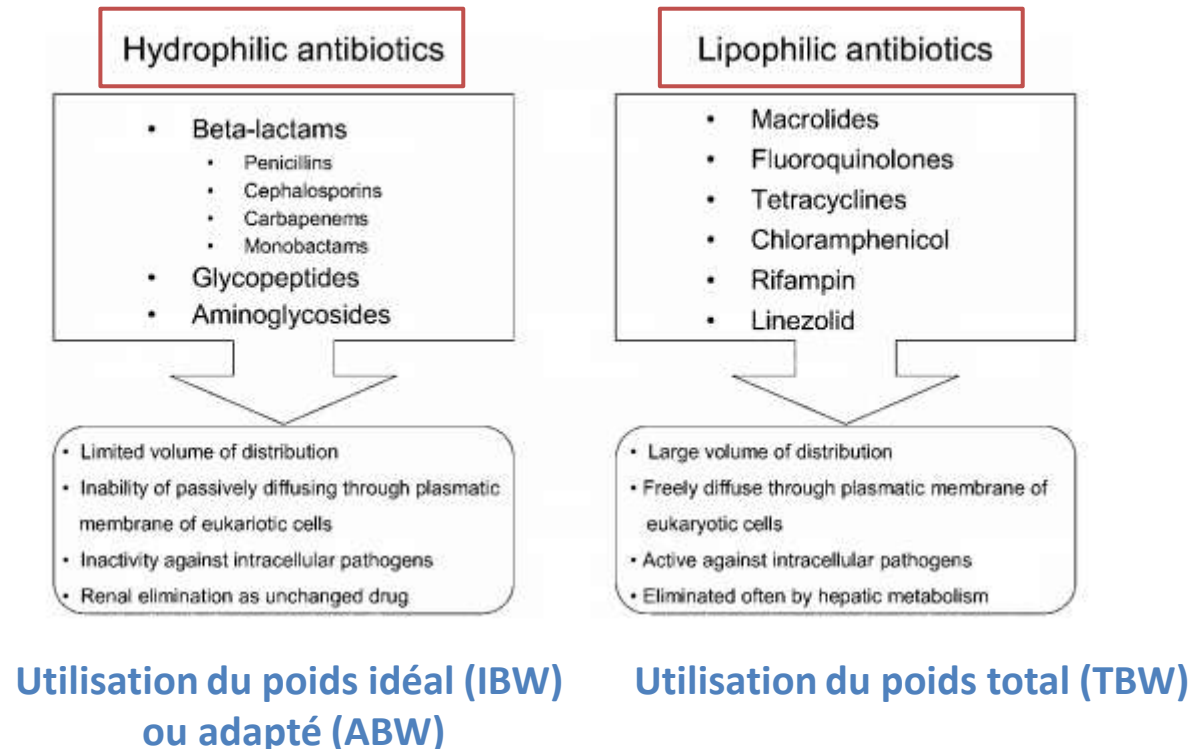 Hydrophilic antibiotics
• Beta-lactams
• Penicillins
• Cephalosporins
• Carbapenems
• Monobactams
• Glycopeptides
• Aminoglycosides
• Limited volume of distribution
• Inability of passively diffusing through plasmatic
membrane of eukariotic cells
• Inactivity against intracellular pathogens
• Renal elimination as unchanged drug
Utilisation du poids idéal (IBW)
ou adapté (ABW)
Lipophilic antibiotics
• Macrolides
• Fluoroquinolones
• Tetracyclines
• Chloramphenicol
• Rifampin
• Linezolid
• Large volume of distribution
• Freely diffuse through plasmatic membrane of
eukaryotic cells
• Active against intracellular pathogens
• Eliminated often by hepatic metabolism
Utilisation du poids total (TBW)